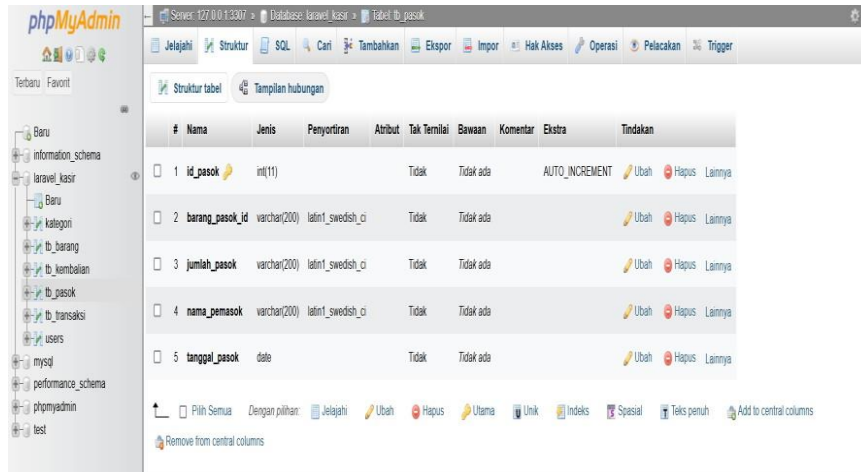 phpMyAdmin
Terbaru Favorit
Baru
information_schema
laravel_kasir
Baru
kategori
tb_barang
tb_kembalian
tb_pasok
tb_transaksi
users
mysql
performance_schema
phpmyadmin
test
Server: 127.0.0.1:3307 » Database: laravel_kasir » Tabel: tb_pasok
Jelajahi Struktur SQL Cari Tambahkan Ekspor Impor Hak Akses Operasi Pelacakan Trigger
Struktur tabel Tampilan hubungan
# Nama Jenis Penyortiran Atribut Tak Ternilai Bawaan Komentar Ekstra Tindakan
1 id_pasok int(11) Tidak Tidak ada AUTO_INCREMENT Ubah Hapus Lainnya
2 barang_pasok_id varchar(200) latin1_swedish_ci Tidak Tidak ada Ubah Hapus Lainnya
3 jumlah_pasok varchar(200) latin1_swedish_ci Tidak Tidak ada Ubah Hapus Lainnya
4 nama_pemasok varchar(200) latin1_swedish_ci Tidak Tidak ada Ubah Hapus Lainnya
5 tanggal_pasok date Tidak Tidak ada Ubah Hapus Lainnya
Pilih Semua Dengan pilihan: Jelajahi Ubah Hapus Utama Unik Indeks Spasial Teks penuh Add to central columns
Remove from central columns